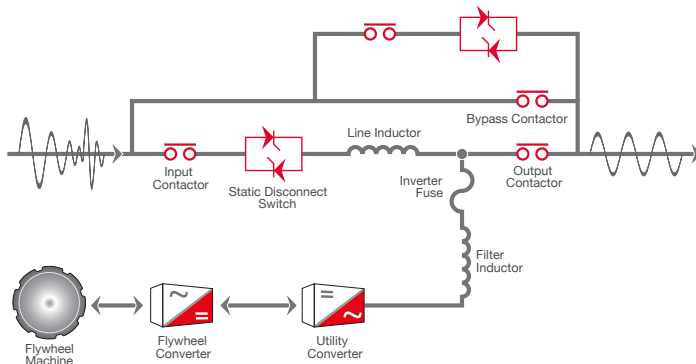 Bypass Contactor
Line Inductor
Input
Contactor
Static Disconnect
Switch
Inverter
Fuse
Output
Contactor
Filter
Inductor
Flywheel
Machine
Flywheel
Converter
Utility
Converter